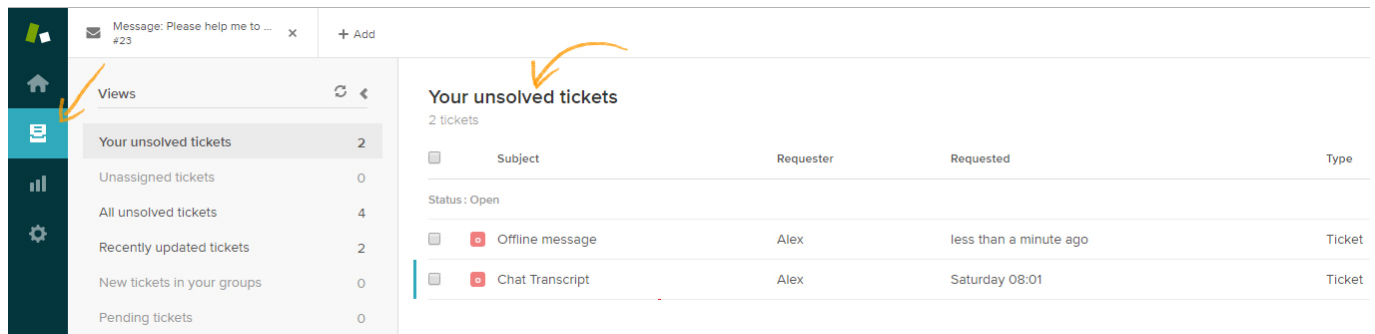 Message: Please help me to ...
#23
+ Add
Views
Your unsolved tickets 2
Unassigned tickets 0
All unsolved tickets 4
Recently updated tickets 2
New tickets in your groups 0
Pending tickets 0
Your unsolved tickets
2 tickets
Subject Requester Requested Type
Status : Open
o Offline message Alex less than a minute ago Ticket
o Chat Transcript Alex Saturday 08:01 Ticket